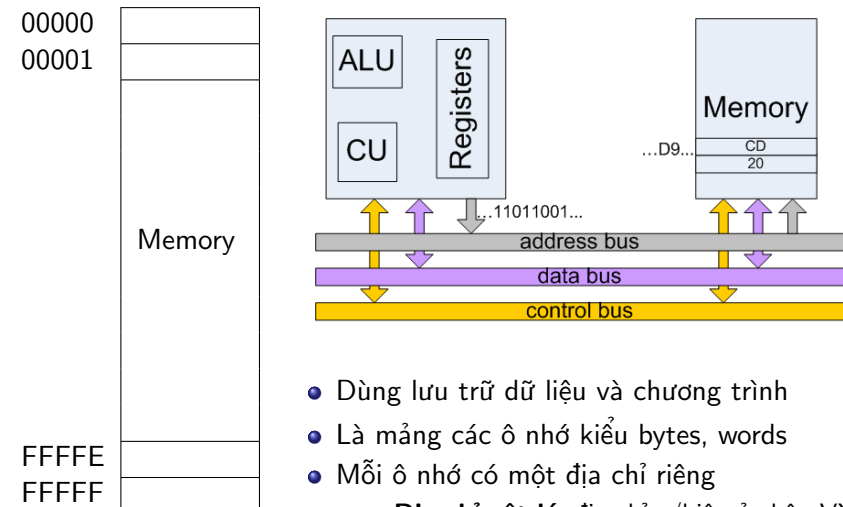 00000
00001
Memory
FFFFE
FFFFF
ALU
CU
Registers
Memory
...D9...
CD
20
...11011001...
address bus
data bus
control bus
Dùng lưu trữ dữ liệu và chương trình
Là mảng các ô nhớ kiểu bytes, words
Mỗi ô nhớ có một địa chỉ riêng